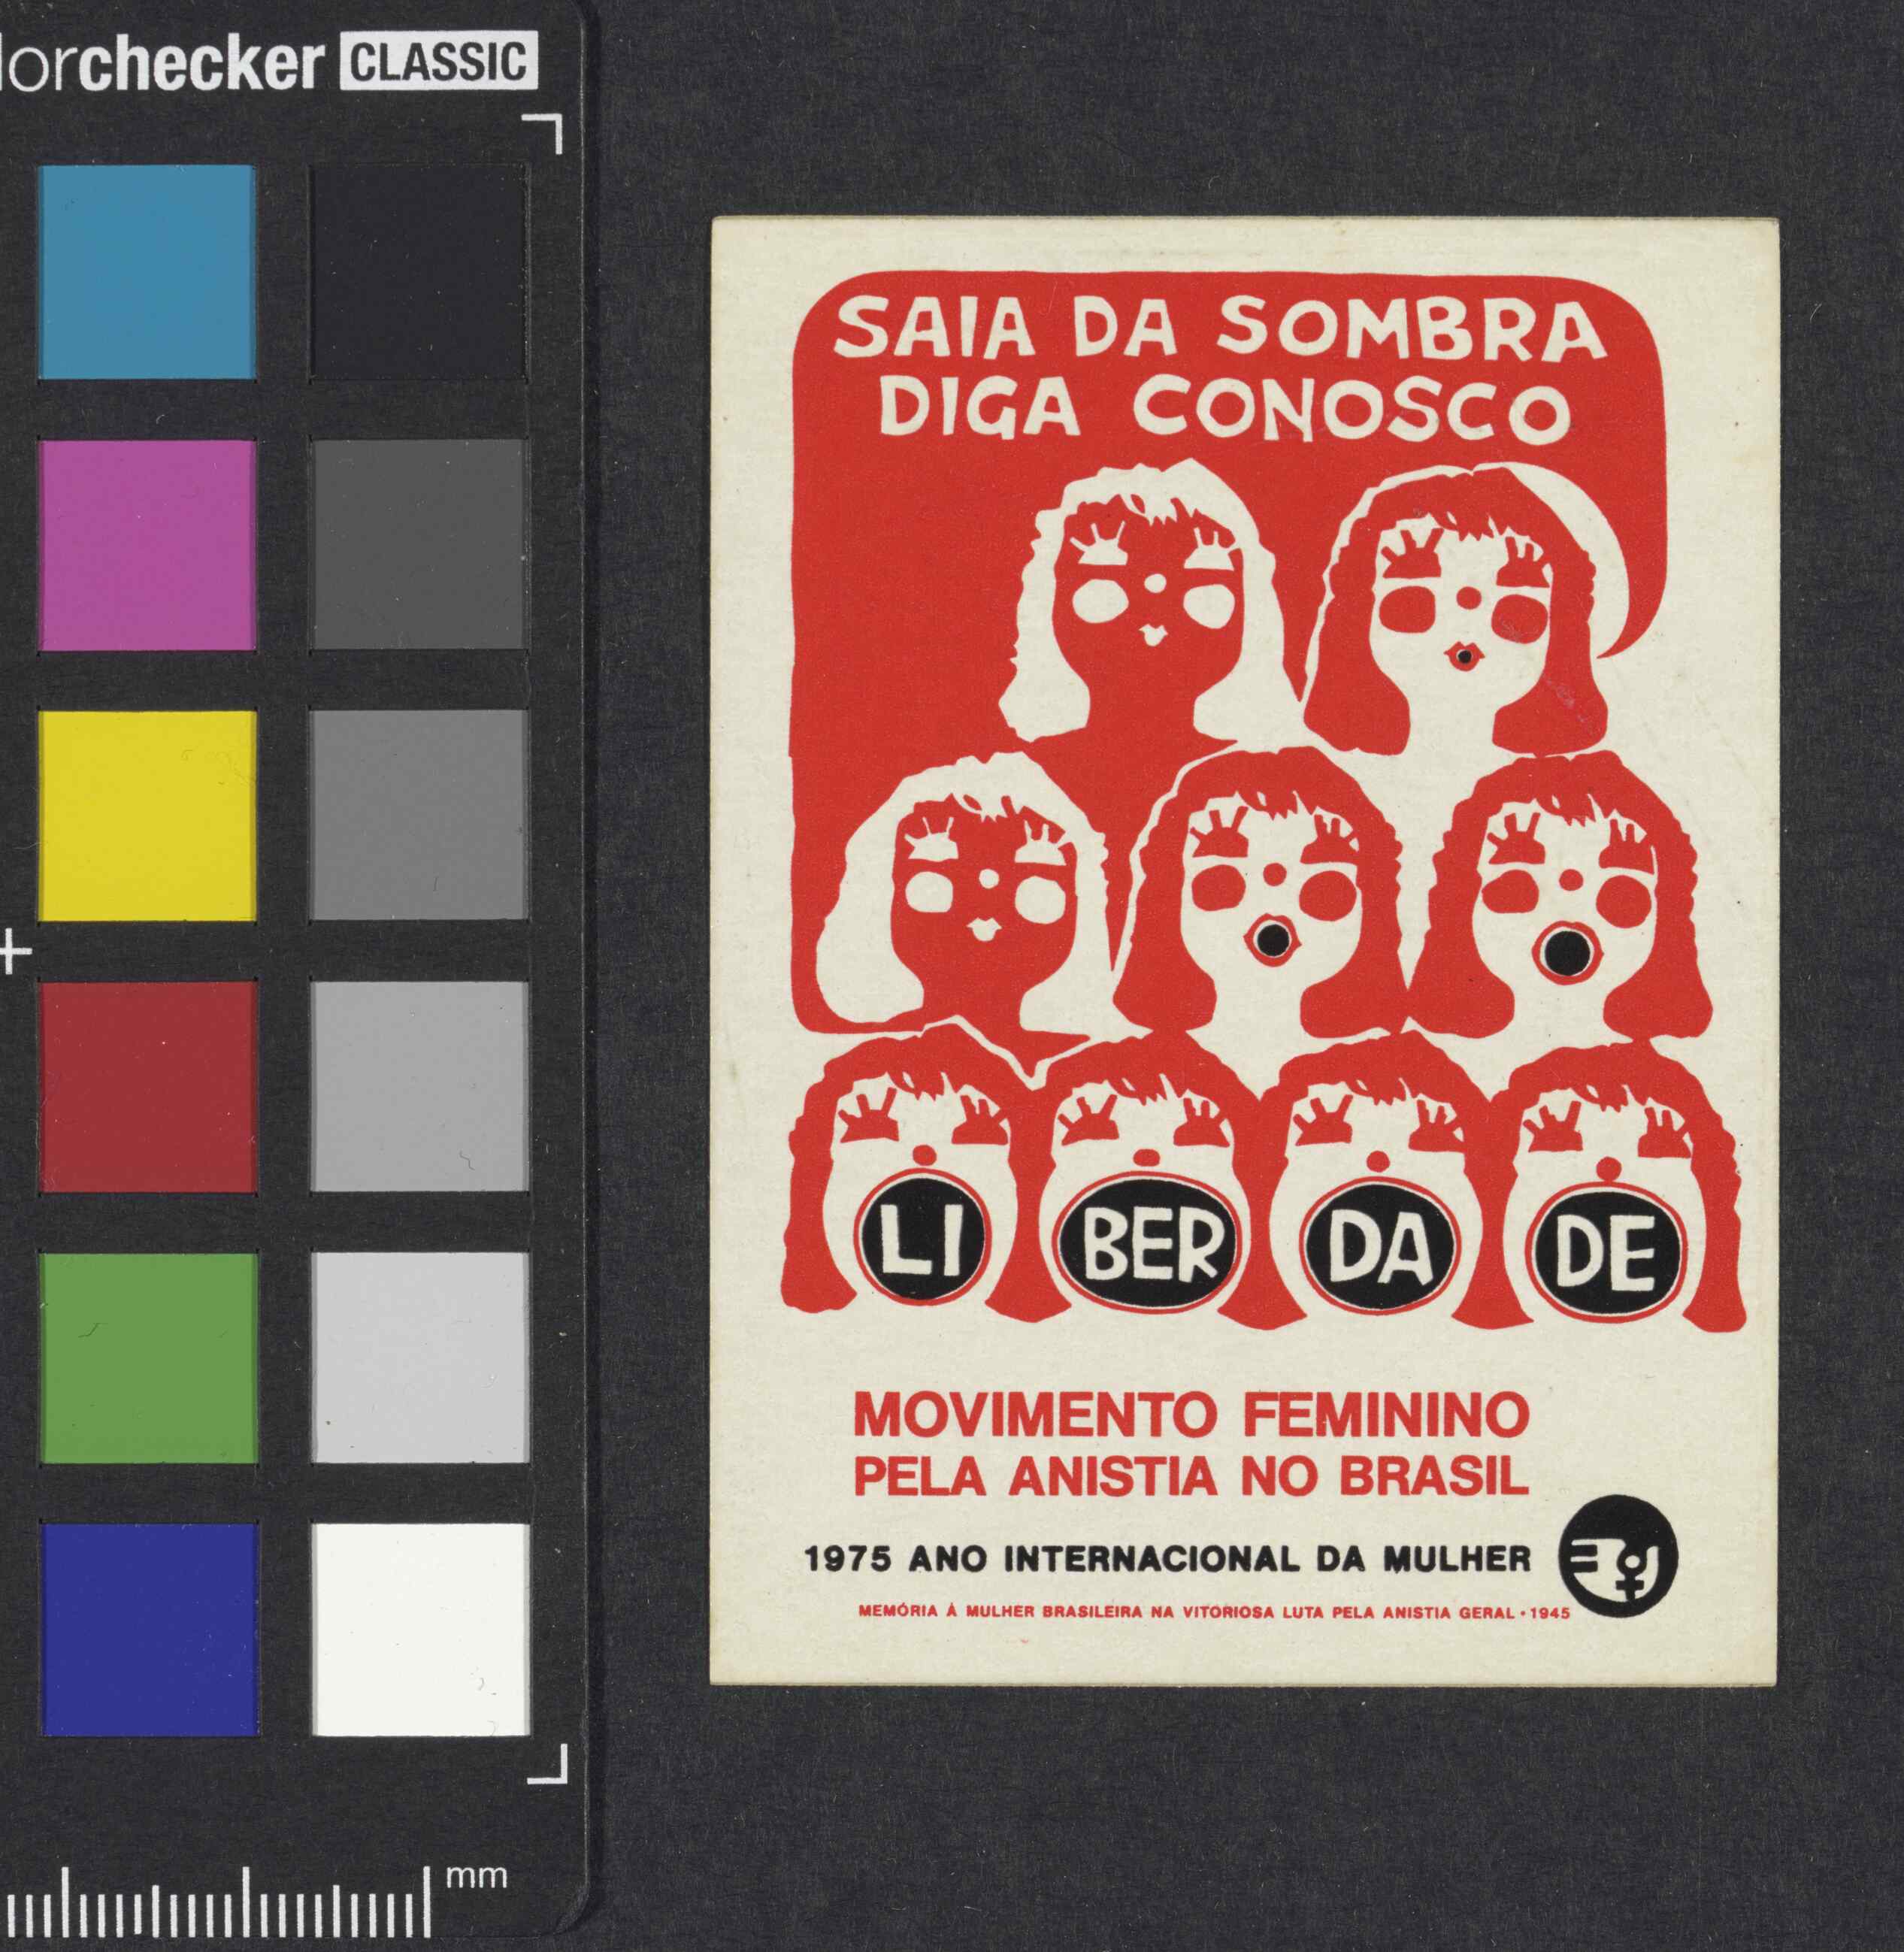 lorchecker CLASSIC
SAIA DA SOMBRA
DIGA CONOSCO
LI BER DA DE
MOVIMENTO FEMININO
PELA ANISTIA NO BRASIL
1975 ANO INTERNACIONAL DA MULHER
MEMÓRIA À MULHER BRASILEIRA NA VITORIOSA LUTA PELA ANISTIA GERAL • 1945
mm